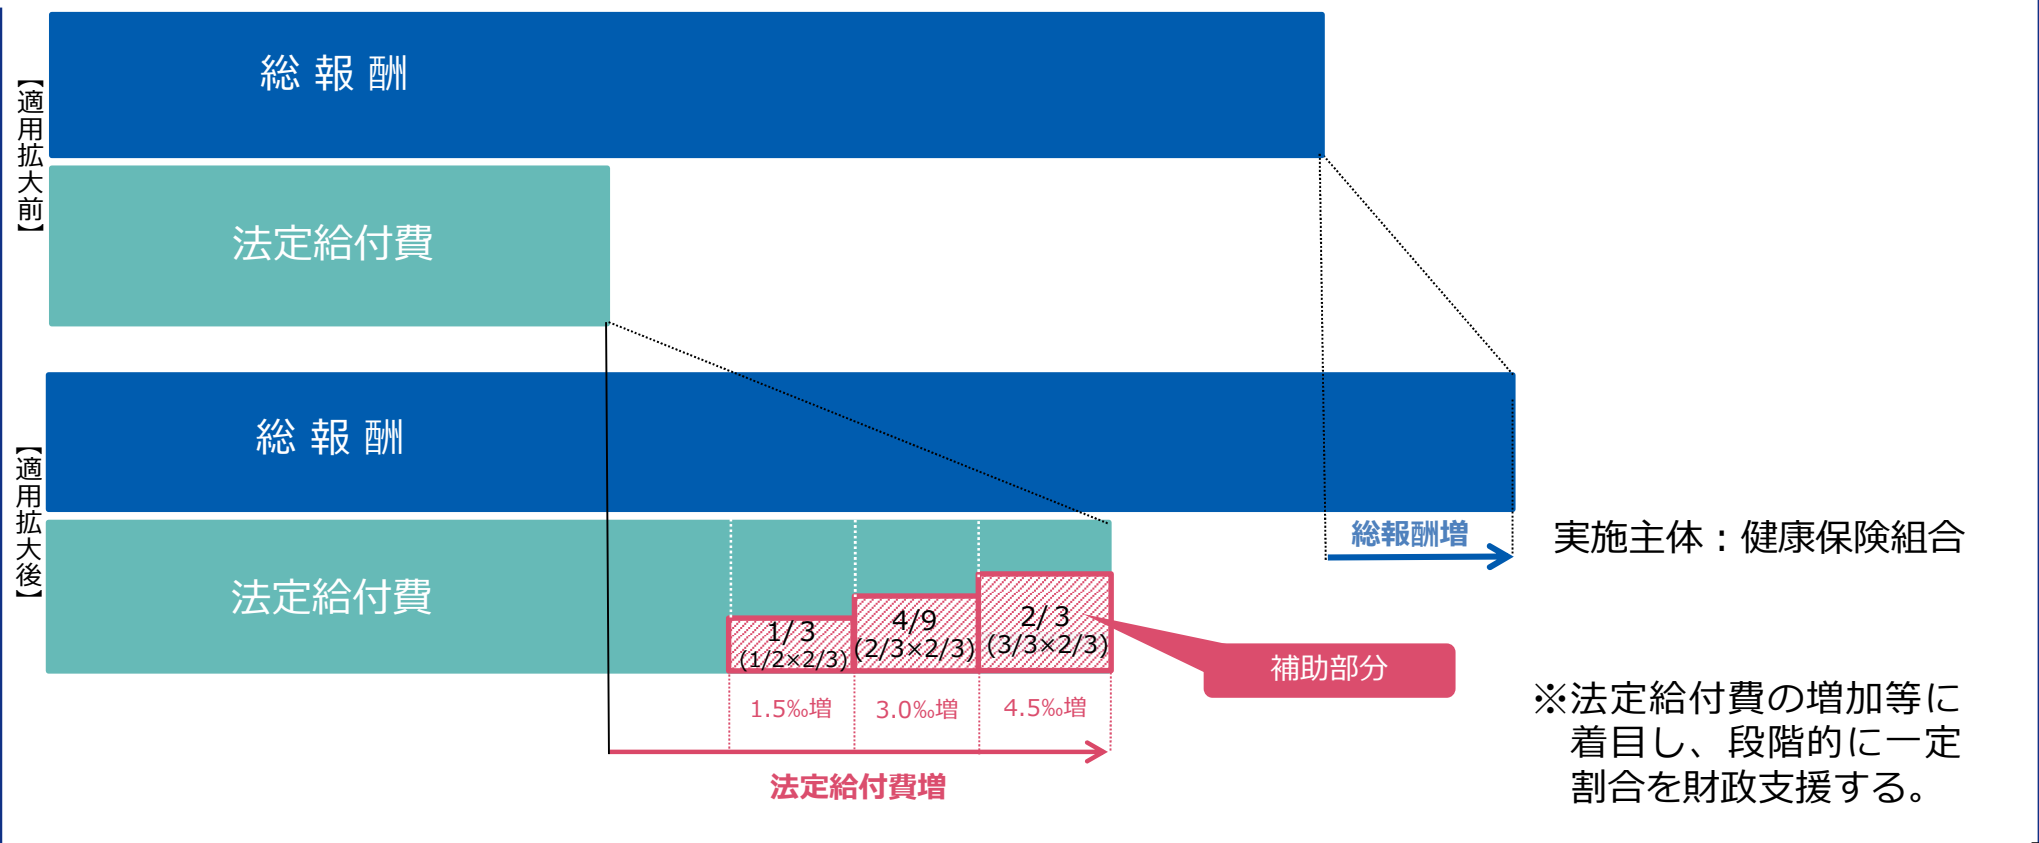 【適用拡大前】
総 報 酬
法定給付費
【適用拡大後】
総 報 酬
法定給付費
1/3
(1/2×2/3)
4/9
(2/3×2/3)
2/3
(3/3×2/3)
補助部分
1.5‰増
3.0‰増
4.5‰増
法定給付費増
総報酬増
実施主体：健康保険組合
※法定給付費の増加等に
着目し、段階的に一定
割合を財政支援する。